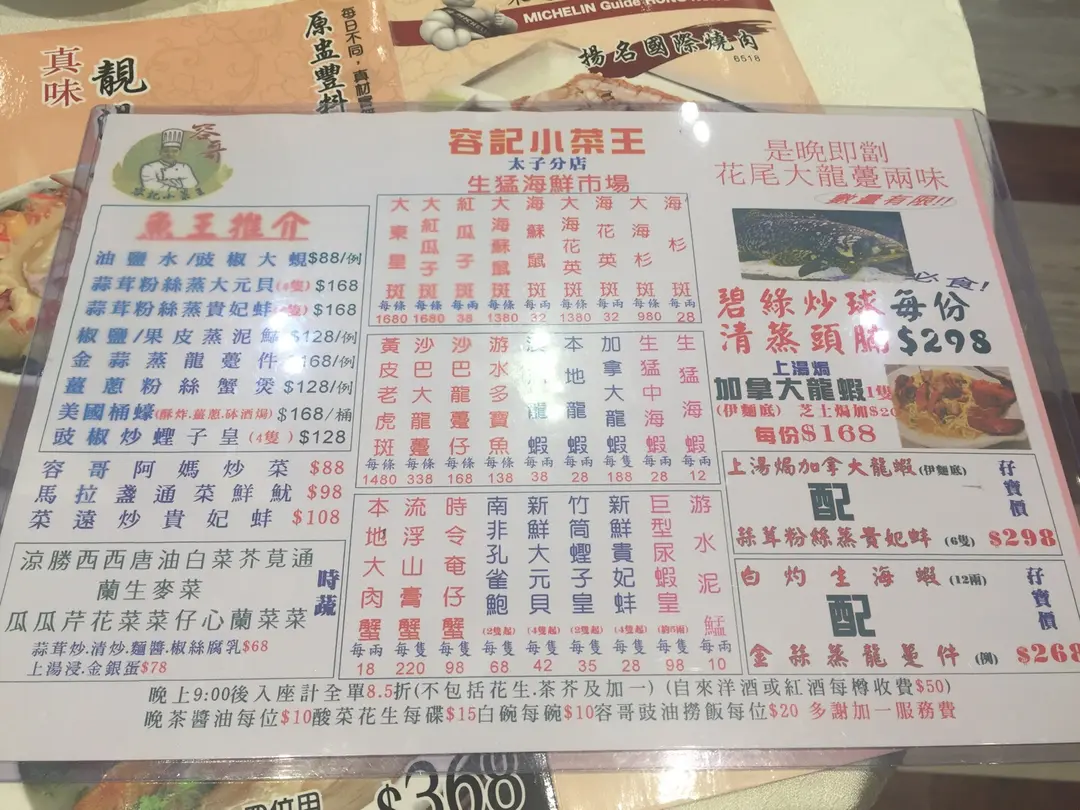 真味
靚
原盅豐料
每日不同，真材實
MICHELIN Guide HONG
揚名國際燒肉
6518
容哥
容記小菜王
容記小菜王
太子分店
生猛海鮮市場
是晚即劏
花尾大龍躉兩味
數量有限!!
必食!
魚王推介
油鹽水/豉椒大蜆$88/例
蒜茸粉絲蒸大元貝(4隻) $168
蒜茸粉絲蒸貴妃蚌 $168
椒鹽/果皮蒸泥鯭$128/例
金蒜蒸龍躉件 $168/例
薑蔥粉絲蟹煲 $128/例
美國桶蠔(酥炸.薑蔥.砵酒焗) $168/桶
豉椒炒蟶子皇(4隻) $128
容哥阿媽炒菜 $88
馬拉盞通菜鮮魷 $98
菜遠炒貴妃蚌 $108
涼勝西西唐油白菜芥莧通
蘭生麥菜
瓜瓜芹花菜菜仔心蘭菜菜
時蔬
蒜茸炒.清炒.麵醬.椒絲腐乳$68
上湯浸.金銀蛋$78
大東星斑 每條 1680
大紅瓜子斑 每條 1680
紅瓜子斑 每兩 38
大海蘇鼠斑 每條 1380
海蘇鼠斑 每兩 32
大海花英斑 每條 1380
海花英斑 每兩 32
大海杉斑 每條 980
海杉斑 每兩 28
黃皮老虎斑 每條 1480
沙巴大龍躉 每條 338
沙巴龍躉仔 每條 168
游水多寶魚 每條 138
龍蝦 每兩 38
本地龍蝦 每兩 28
加拿大龍蝦 每隻 188
生猛中海蝦 每兩 28
生猛海蝦 每兩 12
本地大肉蟹 每兩 18
流浮山膏蟹 每隻 220
時令奄仔蟹 每隻 98
南非孔雀鮑 (2隻起) 每隻 68
新鮮大元貝 (4隻起) 每隻 42
竹筒蟶子皇 (2隻起) 每隻 35
新鮮貴妃蚌 (4隻起) 每隻 28
巨型尿蝦皇 (約5兩) 每隻 98
游水泥鯭 每兩 10
碧綠炒球 每份
清蒸頭腩 $298
上湯焗
加拿大龍蝦 1隻
(伊麵底) 芝士焗加$20
每份$168
上湯焗加拿大龍蝦(伊麵底)
配
蒜茸粉絲蒸貴妃蚌 (6隻) $298
孖寶價
白灼生海蝦 (12兩)
配
金蒜蒸龍躉件 (例) $268
孖寶價
晚上9:00後入座計全單8.5折(不包括花生.茶芥及加一) (自來洋酒或紅酒每樽收費$50)
晚茶醬油每位$10酸菜花生每碟$15白碗每碗$10容哥豉油撈飯每位$20 多謝加一服務費
$368